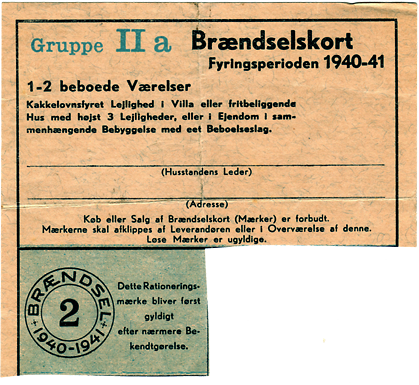 Gruppe IIa Brændselskort
Fyringsperioden 1940-41
1-2 beboede Værelser
Kakkelovnsfyret Lejlighed i Villa eller fritbeliggende
Hus med højst 3 Lejligheder, eller i Ejendom i sam-
menhængende Bebyggelse med eet Beboelseslag.
(Husstandens Leder)
(Adresse)
Køb eller Salg af Brændselskort (Mærker) er forbudt.
Mærkerne skal afklippes af Leverandøren eller i Overværelse af denne.
Løse Mærker er ugyldige.
BRÆNDSEL
2
1940-1941
Dette Rationerings-
mærke bliver først
gyldigt
efter nærmere Be-
kendtgørelse.